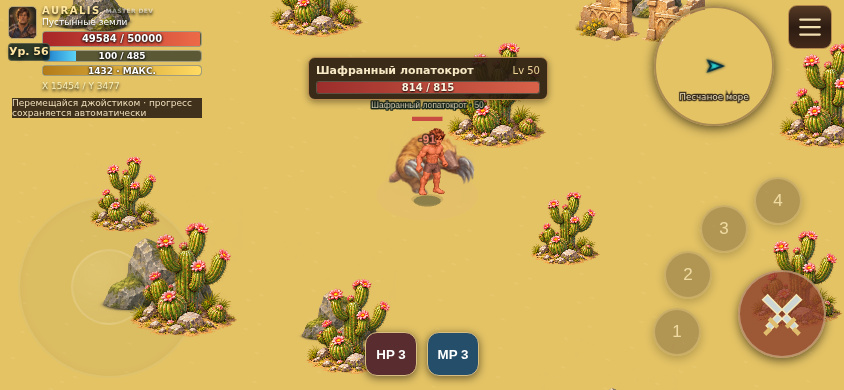 AURALIS MASTER DEV
Пустынные земли
49584 / 50000
Ур. 56
100 / 485
1432 · МАКС.
X 15454 / Y 3477
Перемещайся джойстиком · прогресс
сохраняется автоматически
Шафранный лопатокрот Lv 50
814 / 815
Шафранный лопатокрот · 50
-91
Песчаное море
4
3
2
1
HP 3
MP 3